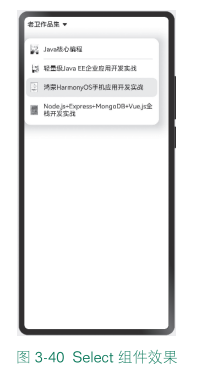 老卫作品集
Java核心编程
轻量级Java EE企业应用开发实战
鸿蒙HarmonyOS手机应用开发实战
Node.js+Express+MongoDB+Vue.js全
栈开发实战
图 3-40 Select 组件效果